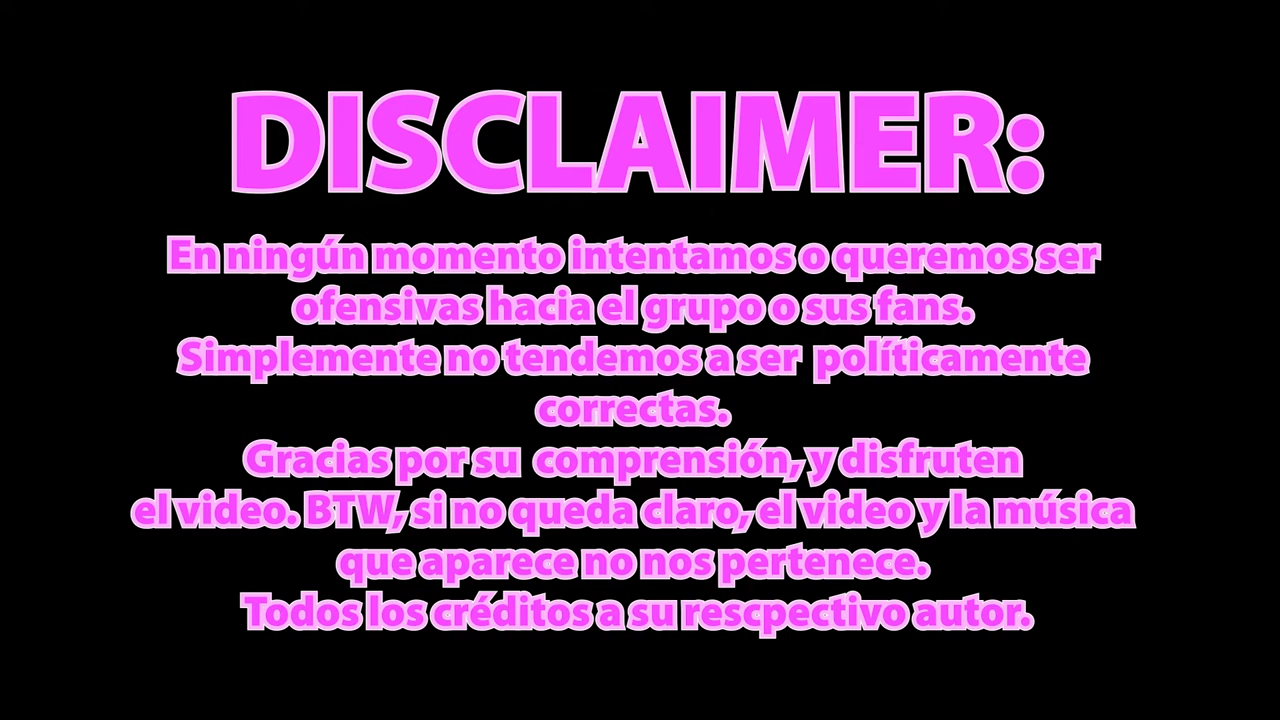 DISCLAIMER:
En ningún momento intentamos o queremos ser
ofensivas hacia el grupo o sus fans.
Simplemente no tendemos a ser políticamente
correctas.
Gracias por su comprensión, y disfruten
el video. BTW, si no queda claro, el video y la música
que aparece no nos pertenece.
Todos los créditos a su rescpectivo autor.